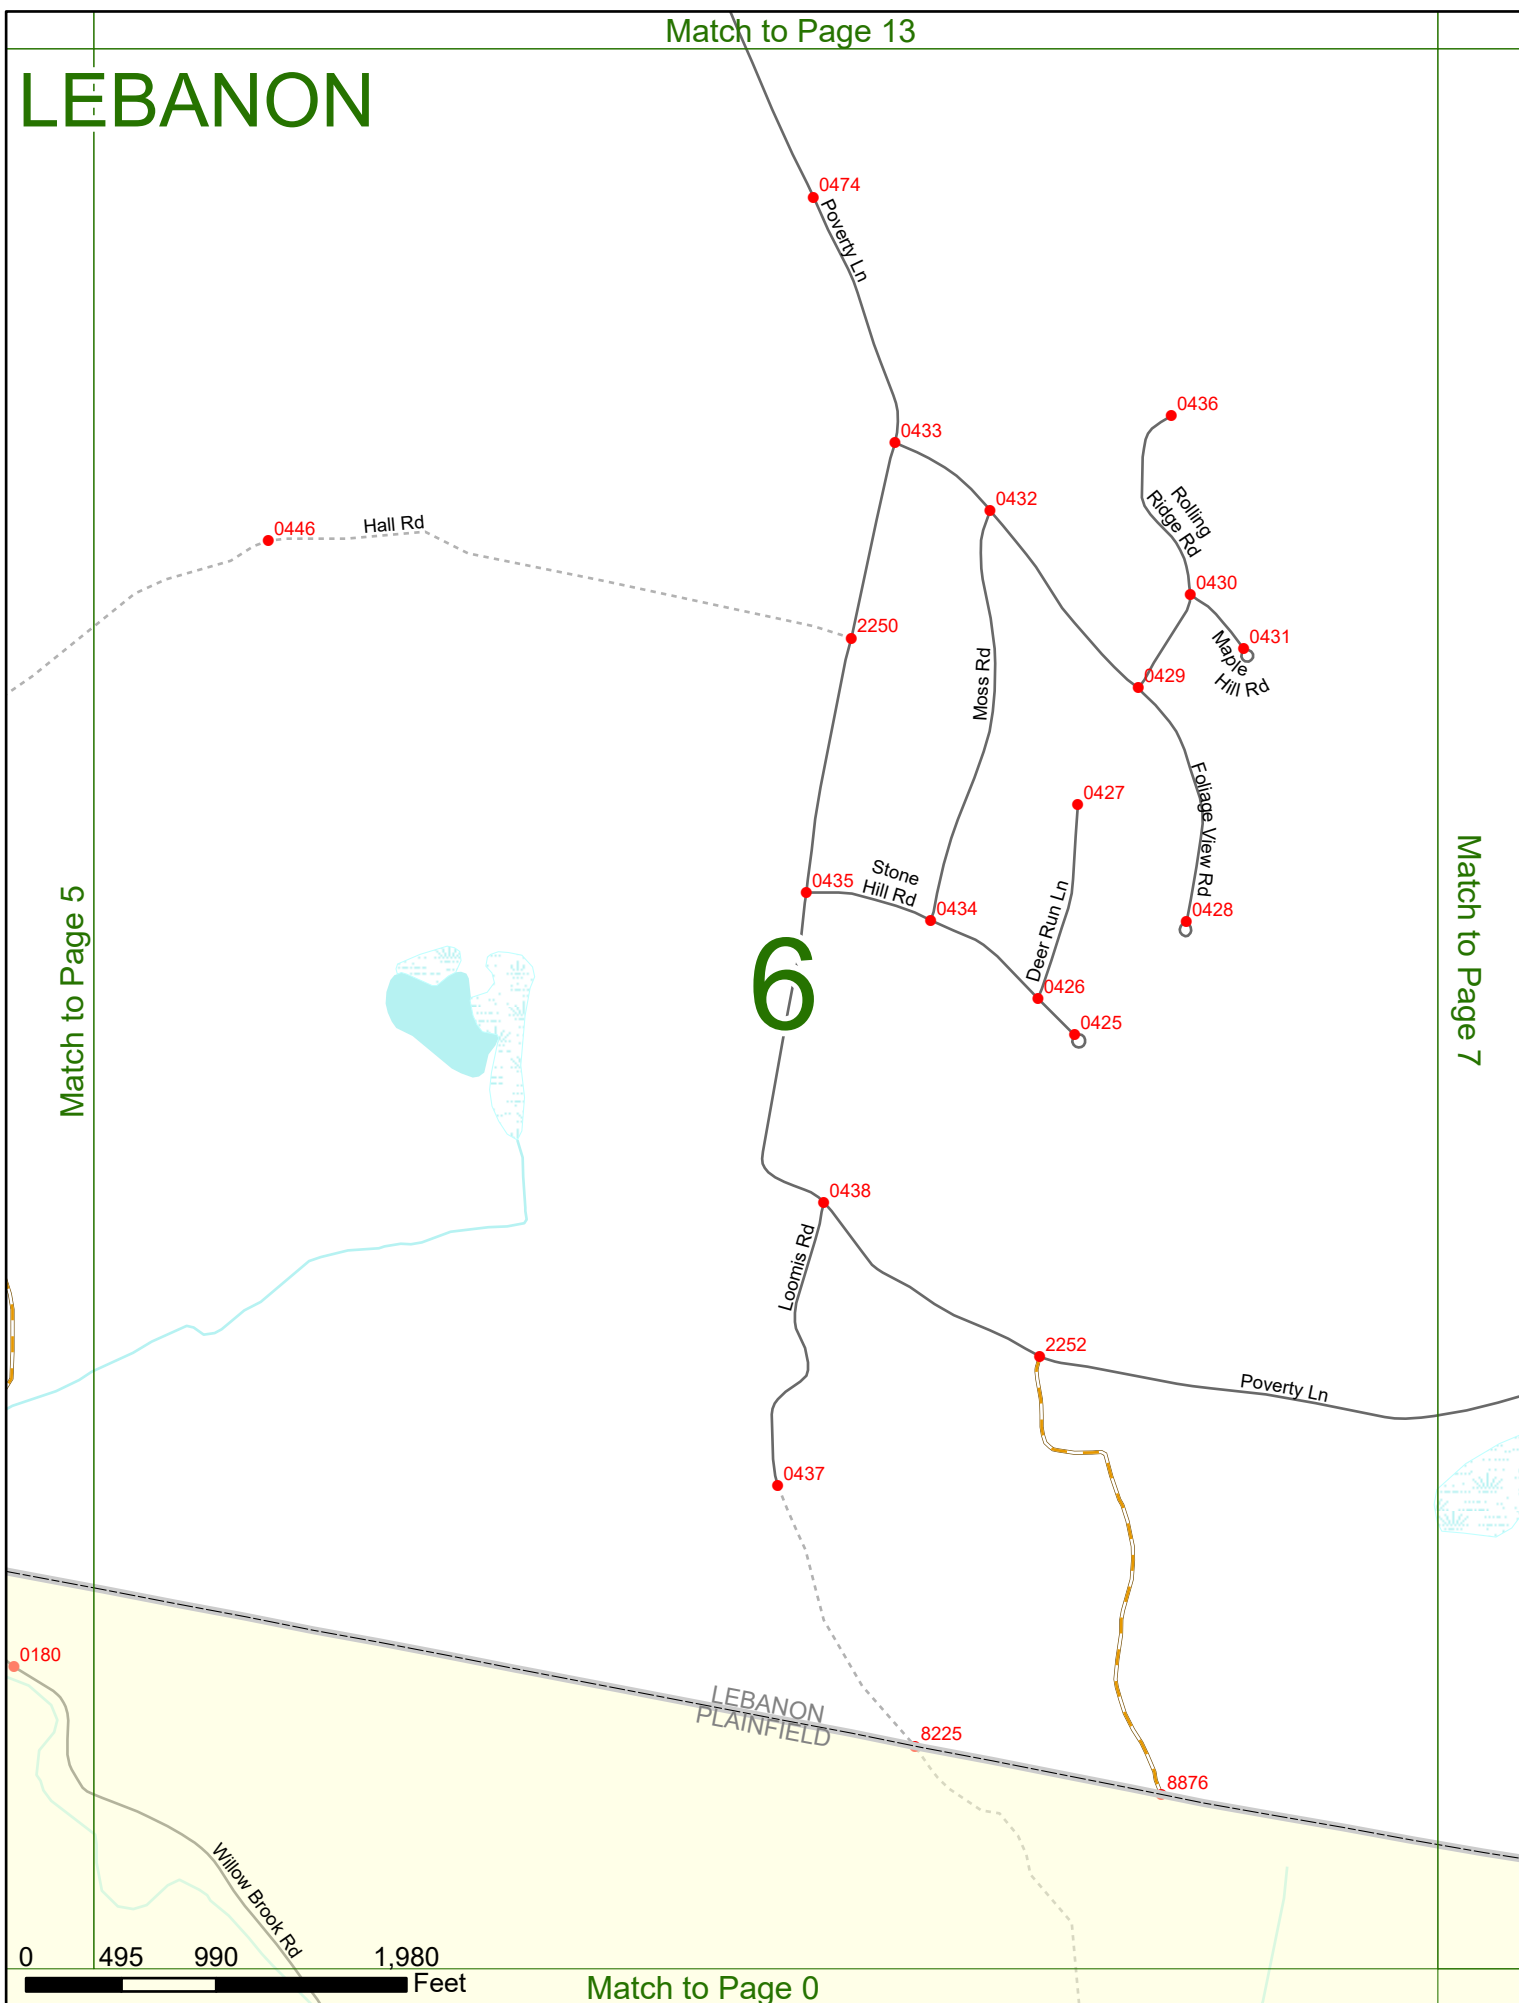 Match to Page 13
LEBANON
0474
Poverty Ln
0436
0433
0432
Rolling
Ridge Rd
0446
Hall Rd
0430
2250
0431
Maple
Hill Rd
Moss Rd
0429
Foliage View Rd
0427
Stone
Hill Rd
0435
0434
Deer Run Ln
0428
Match to Page 5
Match to Page 7
6
0426
0425
0438
Loomis Rd
2252
Poverty Ln
0437
0180
LEBANON
PLAINFIELD
8225
8876
Willow Brook Rd
0 495 990 1,980
Feet
Match to Page 0